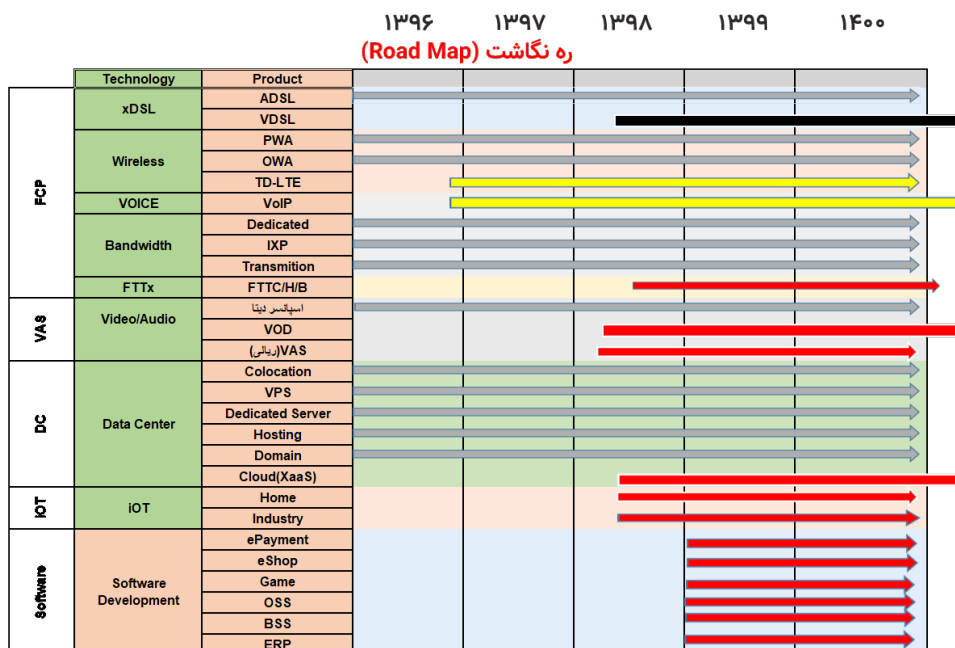 ۱۳۹۶ ۱۳۹۷ ۱۳۹۸ ۱۳۹۹ ۱۴۰۰
ره نگاشت (Road Map)
Technology Product
FCP
xDSL
ADSL
VDSL
Wireless
PWA
OWA
TD-LTE
VOICE
VoIP
Bandwidth
Dedicated
IXP
Transmition
FTTx
FTTC/H/B
VAS
Video/Audio
اسپانسر دیتا
VOD
VAS(ریالی)
DC
Data Center
Colocation
VPS
Dedicated Server
Hosting
Domain
Cloud(XaaS)
iOT
iOT
Home
Industry
Software
Software Development
ePayment
eShop
Game
OSS
BSS
ERP